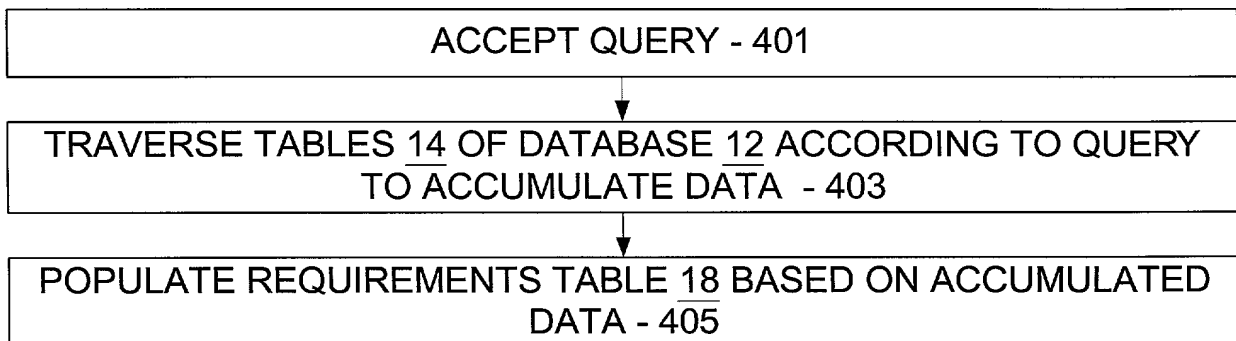 ACCEPT QUERY - 401
TRAVERSE TABLES 14 OF DATABASE 12 ACCORDING TO QUERY
TO ACCUMULATE DATA - 403
POPULATE REQUIREMENTS TABLE 18 BASED ON ACCUMULATED
DATA - 405